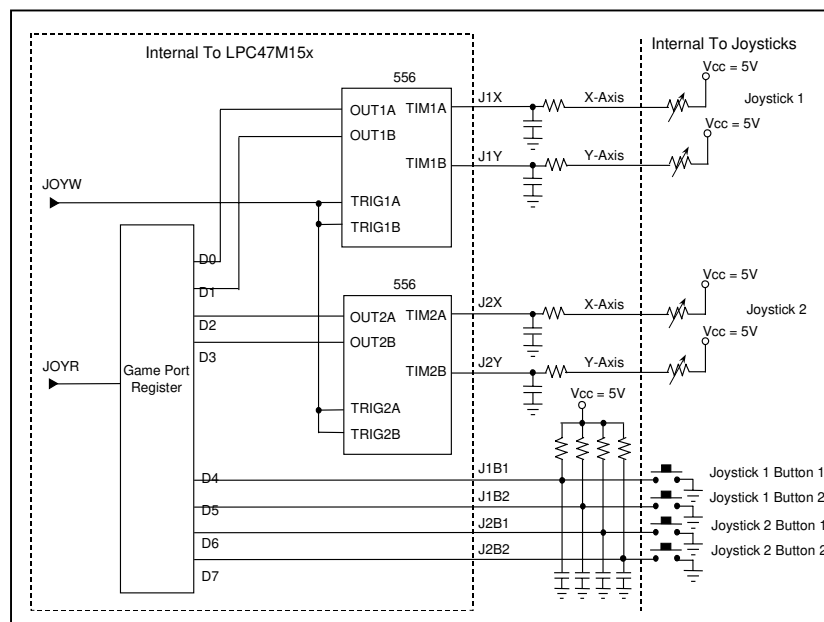 Internal To LPC47M15x
Internal To Joysticks
Vcc = 5V
556
J1X
X-Axis
Joystick 1
OUT1A
TIM1A
OUT1B
Vcc = 5V
J1Y
Y-Axis
TIM1B
JOYW
TRIG1A
TRIG1B
D0
556
Vcc = 5V
D1
J2X
X-Axis
Joystick 2
OUT2A
TIM2A
D2
OUT2B
Vcc = 5V
D3
J2Y
Y-Axis
TIM2B
JOYR
Game Port
Register
Vcc = 5V
TRIG2A
TRIG2B
J1B1
D4
Joystick 1 Button 1
J1B2
D5
Joystick 1 Button 2
J2B1
D6
Joystick 2 Button 1
J2B2
D7
Joystick 2 Button 2